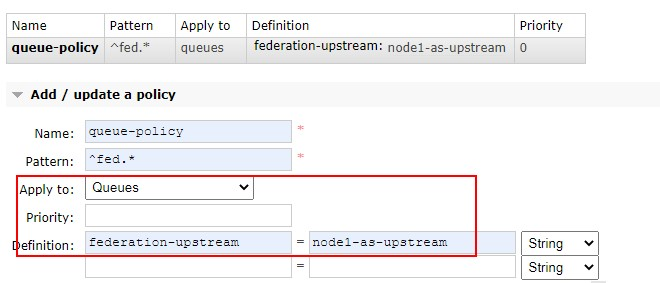 Name Pattern Apply to Definition Priority
queue-policy ^fed.* queues federation-upstream: node1-as-upstream 0
Add / update a policy
Name: queue-policy *
Pattern: ^fed.* *
Apply to: Queues
Priority:
Definition: federation-upstream = node1-as-upstream String
= String